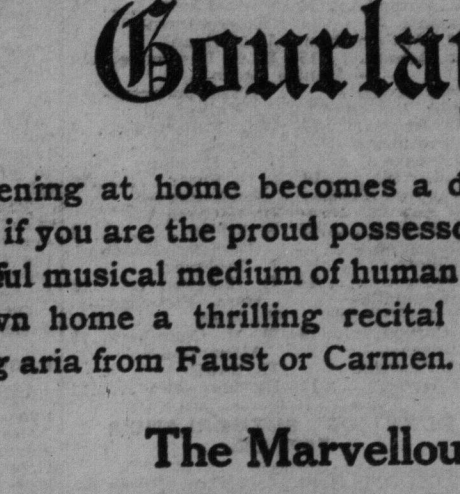 Gourla
ening at home becomes a d
if you are the proud possesso
ful musical medium of human
wn home a thrilling recital
g aria from Faust or Carmen.
The Marvellou